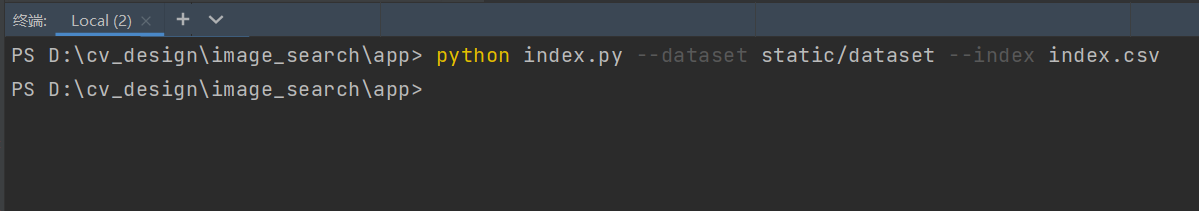 终端: Local (2) × +
PS D:\cv_design\image_search\app> python index.py --dataset static/dataset --index index.csv
PS D:\cv_design\image_search\app>